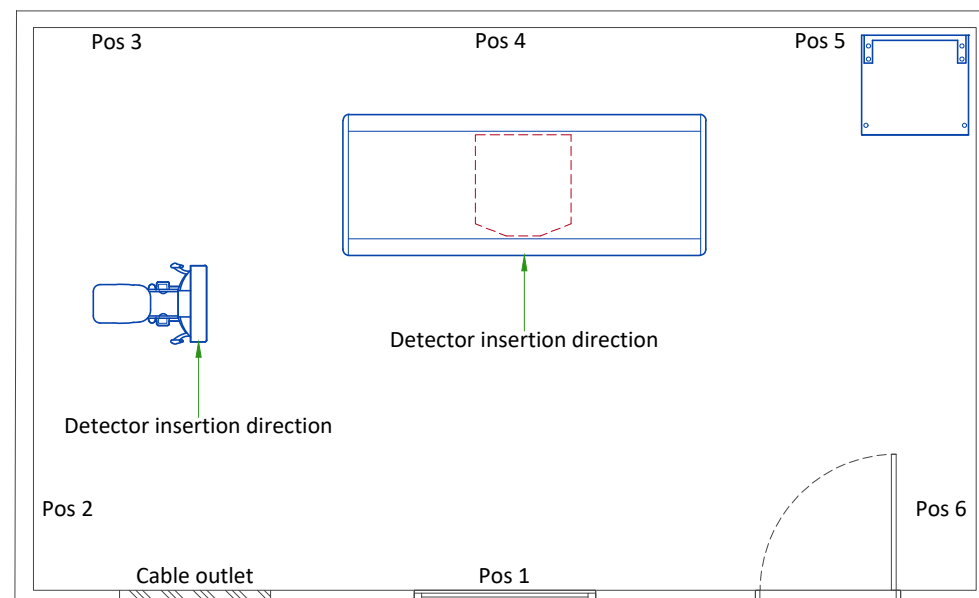 Pos 3
Pos 4
Pos 5
Detector insertion direction
Detector insertion direction
Pos 2
Pos 6
Cable outlet
Pos 1